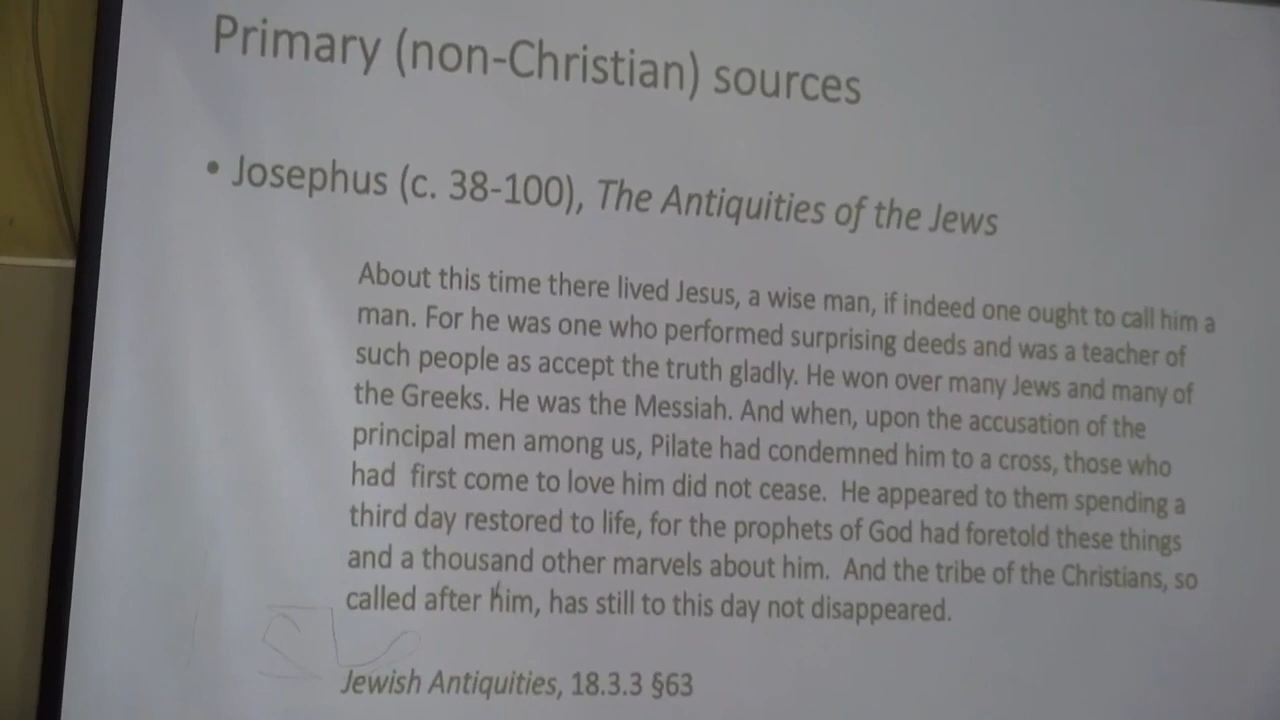 Primary (non-Christian) sources
• Josephus (c. 38-100), The Antiquities of the Jews
About this time there lived Jesus, a wise man, if indeed one ought to call him a
man. For he was one who performed surprising deeds and was a teacher of
such people as accept the truth gladly. He won over many Jews and many of
the Greeks. He was the Messiah. And when, upon the accusation of the
principal men among us, Pilate had condemned him to a cross, those who
had first come to love him did not cease. He appeared to them spending a
third day restored to life, for the prophets of God had foretold these things
and a thousand other marvels about him. And the tribe of the Christians, so
called after him, has still to this day not disappeared.
Jewish Antiquities, 18.3.3 §63